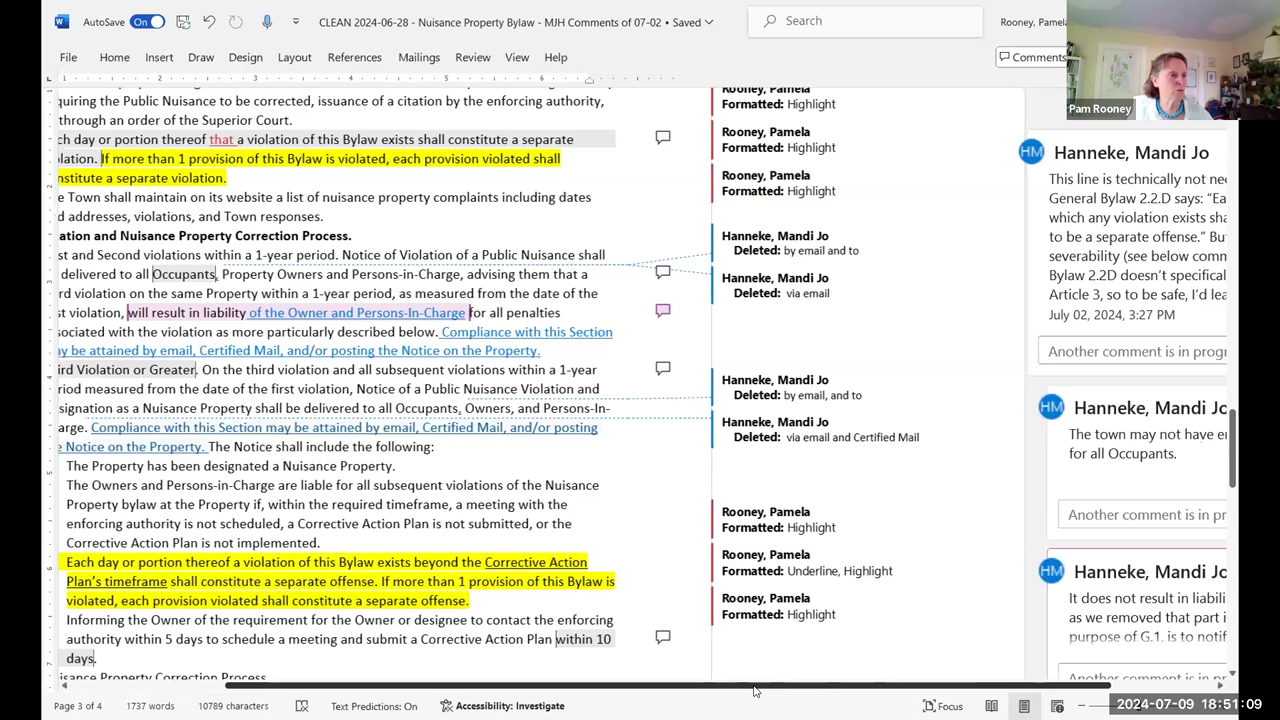 AutoSave On
CLEAN 2024-06-28 - Nuisance Property Bylaw - MJH Comments of 07-02 • Saved
Search
Rooney, Pamela
File Home Insert Draw Design Layout References Mailings Review View Help
Comments
Pam Rooney
1 2 3 4 5 6
quiring the Public Nuisance to be corrected, issuance of a citation by the enforcing authority,
through an order of the Superior Court.
ch day or portion thereof that a violation of this Bylaw exists shall constitute a separate
olation. If more than 1 provision of this Bylaw is violated, each provision violated shall
nstitute a separate violation.
e Town shall maintain on its website a list of nuisance property complaints including dates
d addresses, violations, and Town responses.
ation and Nuisance Property Correction Process.
st and Second violations within a 1-year period. Notice of Violation of a Public Nuisance shall
delivered to all Occupants, Property Owners and Persons-in-Charge, advising them that a
rd violation on the same Property within a 1-year period, as measured from the date of the
st violation, will result in liability of the Owner and Persons-In-Charge for all penalties
sociated with the violation as more particularly described below. Compliance with this Section
ay be attained by email, Certified Mail, and/or posting the Notice on the Property.
ird Violation or Greater. On the third violation and all subsequent violations within a 1-year
riod measured from the date of the first violation, Notice of a Public Nuisance Violation and
signation as a Nuisance Property shall be delivered to all Occupants, Owners, and Persons-In-
arge. Compliance with this Section may be attained by email, Certified Mail, and/or posting
e Notice on the Property. The Notice shall include the following:
The Property has been designated a Nuisance Property.
The Owners and Persons-in-Charge are liable for all subsequent violations of the Nuisance
Property bylaw at the Property if, within the required timeframe, a meeting with the
enforcing authority is not scheduled, a Corrective Action Plan is not submitted, or the
Corrective Action Plan is not implemented.
Each day or portion thereof a violation of this Bylaw exists beyond the Corrective Action
Plan's timeframe shall constitute a separate offense. If more than 1 provision of this Bylaw is
violated, each provision violated shall constitute a separate offense.
Informing the Owner of the requirement for the Owner or designee to contact the enforcing
authority within 5 days to schedule a meeting and submit a Corrective Action Plan within 10
days.
uisance Property Correction Process
Rooney, Pamela
Formatted: Highlight
Rooney, Pamela
Formatted: Highlight
Rooney, Pamela
Formatted: Highlight
Hanneke, Mandi Jo
Deleted: by email and to
Hanneke, Mandi Jo
Deleted: via email
Hanneke, Mandi Jo
Deleted: by email, and to
Hanneke, Mandi Jo
Deleted: via email and Certified Mail
Rooney, Pamela
Formatted: Highlight
Rooney, Pamela
Formatted: Underline, Highlight
Rooney, Pamela
Formatted: Highlight
HM Hanneke, Mandi Jo
This line is technically not nec
General Bylaw 2.2.D says: “Ea
which any violation exists sha
to be a separate offense.” But
severability (see below comm
Bylaw 2.2D doesn't specifical
Article 3, so to be safe, I'd lea
July 02, 2024, 3:27 PM
Another comment is in progr
HM Hanneke, Mandi Jo
The town may not have en
for all Occupants.
Another comment is in pr
HM Hanneke, Mandi Jo
It does not result in liabili
as we removed that part i
purpose of G.1. is to notif
Another comment is in pr
Page 3 of 4 1737 words 10789 characters Text Predictions: On Accessibility: Investigate Focus
2024-07-09 18:51:09